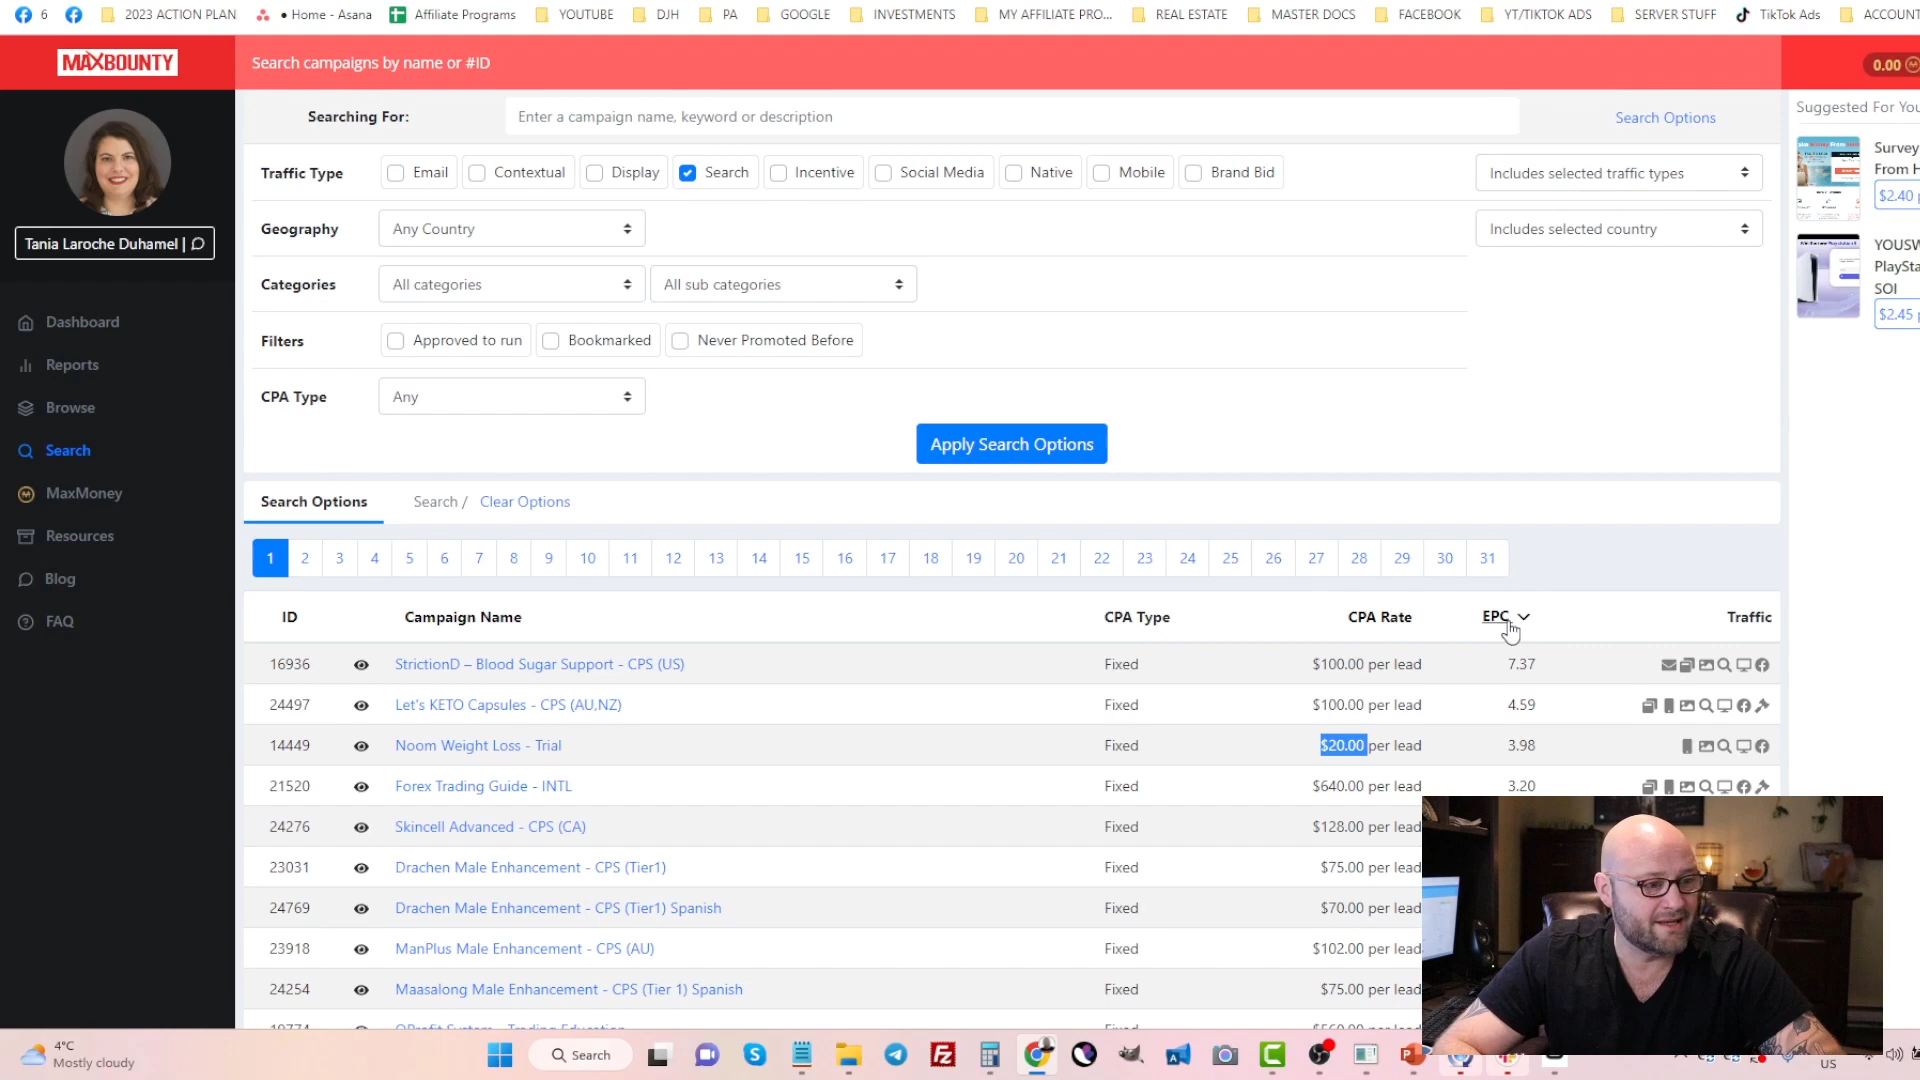 6 2023 ACTION PLAN • Home - Asana Affiliate Programs YOUTUBE DJH PA GOOGLE INVESTMENTS MY AFFILIATE PRO... REAL ESTATE MASTER DOCS FACEBOOK YT/TIKTOK ADS SERVER STUFF TikTok Ads ACCOUNT
MAXBOUNTY Search campaigns by name or #ID 0.00
Searching For: Enter a campaign name, keyword or description Search Options
Suggested For You
Traffic Type Email Contextual Display Search Incentive Social Media Native Mobile Brand Bid Includes selected traffic types
Survey
From H
$2.40 p
Tania Laroche Duhamel |
Geography Any Country Includes selected country
YOUSW
PlaySta
SOI
$2.45 p
Categories All categories All sub categories
Filters Approved to run Bookmarked Never Promoted Before
CPA Type Any
Apply Search Options
Dashboard
Reports
Browse
Search
MaxMoney
Resources
Blog
FAQ
Search Options Search / Clear Options
1 2 3 4 5 6 7 8 9 10 11 12 13 14 15 16 17 18 19 20 21 22 23 24 25 26 27 28 29 30 31
ID Campaign Name CPA Type CPA Rate EPC Traffic
16936 StrictionD – Blood Sugar Support - CPS (US) Fixed $100.00 per lead 7.37
24497 Let's KETO Capsules - CPS (AU,NZ) Fixed $100.00 per lead 4.59
14449 Noom Weight Loss - Trial Fixed $20.00 per lead 3.98
21520 Forex Trading Guide - INTL Fixed $640.00 per lead 3.20
24276 Skincell Advanced - CPS (CA) Fixed $128.00 per lead
23031 Drachen Male Enhancement - CPS (Tier1) Fixed $75.00 per lead
24769 Drachen Male Enhancement - CPS (Tier1) Spanish Fixed $70.00 per lead
23918 ManPlus Male Enhancement - CPS (AU) Fixed $102.00 per lead
24254 Maasalong Male Enhancement - CPS (Tier 1) Spanish Fixed $75.00 per lead
4°C
Mostly cloudy
Search
US